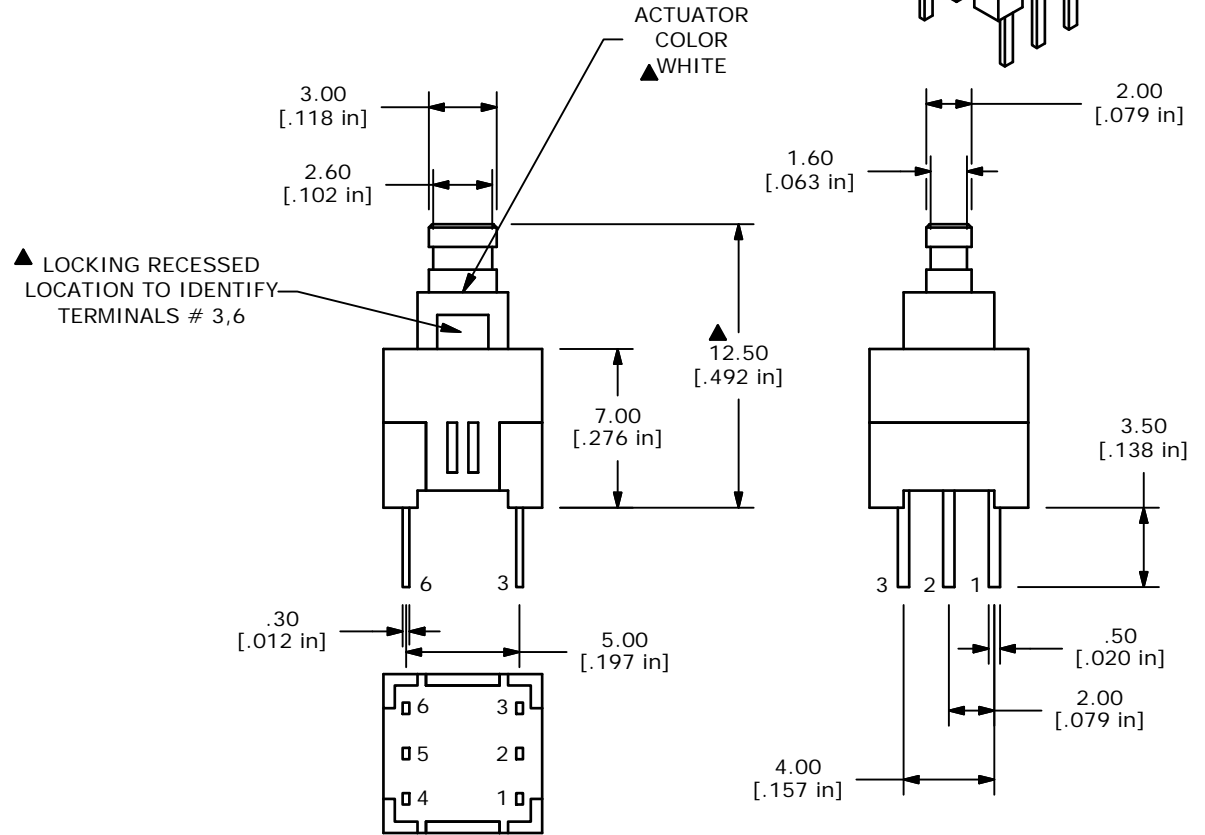 ACTUATOR
COLOR
▲WHITE
3.00
[.118 in]
2.60
[.102 in]
▲ LOCKING RECESSED
LOCATION TO IDENTIFY
TERMINALS # 3,6
▲
12.50
[.492 in]
7.00
[.276 in]
6
3
.30
[.012 in]
5.00
[.197 in]
6
3
5
2
4
1
2.00
[.079 in]
1.60
[.063 in]
3.50
[.138 in]
3
2
1
.50
[.020 in]
2.00
[.079 in]
4.00
[.157 in]